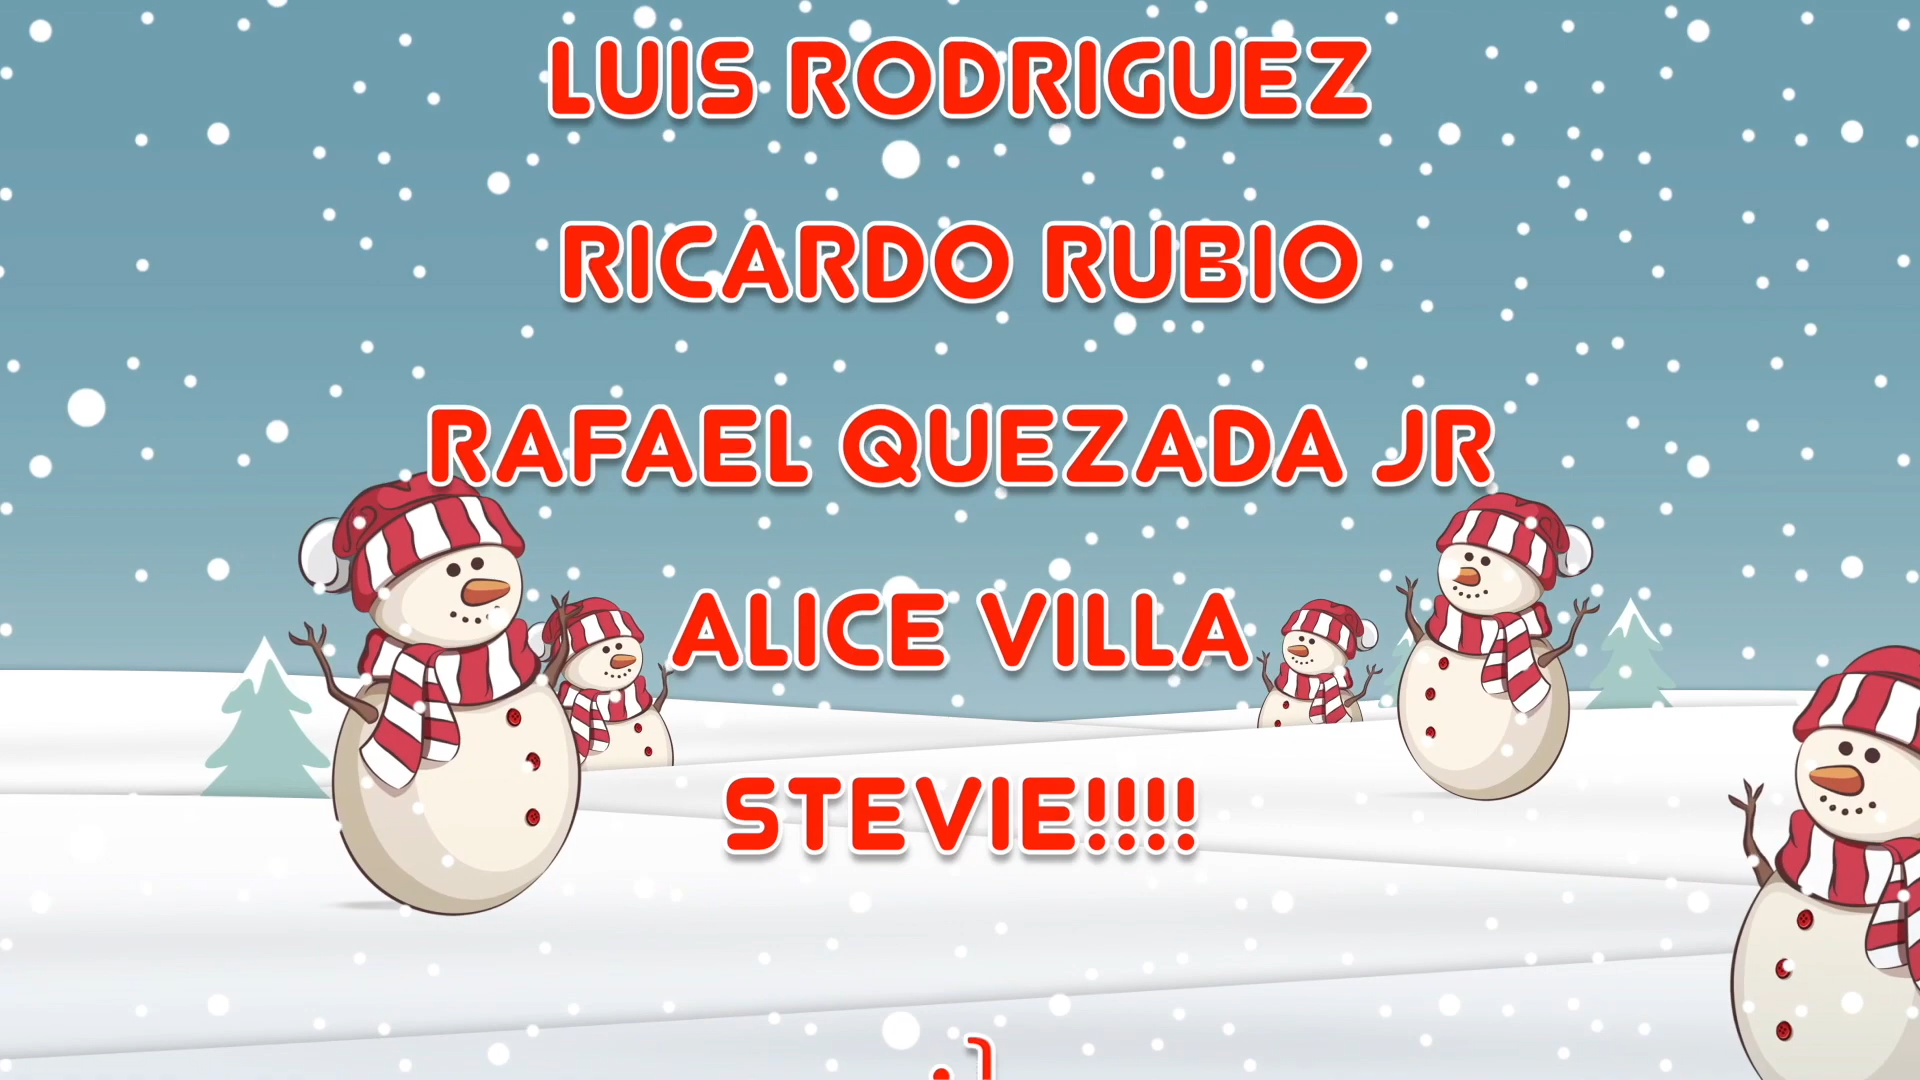 LUIS RODRIGUEZ
RICARDO RUBIO
RAFAEL QUEZADA JR
ALICE VILLA
STEVIE!!!!